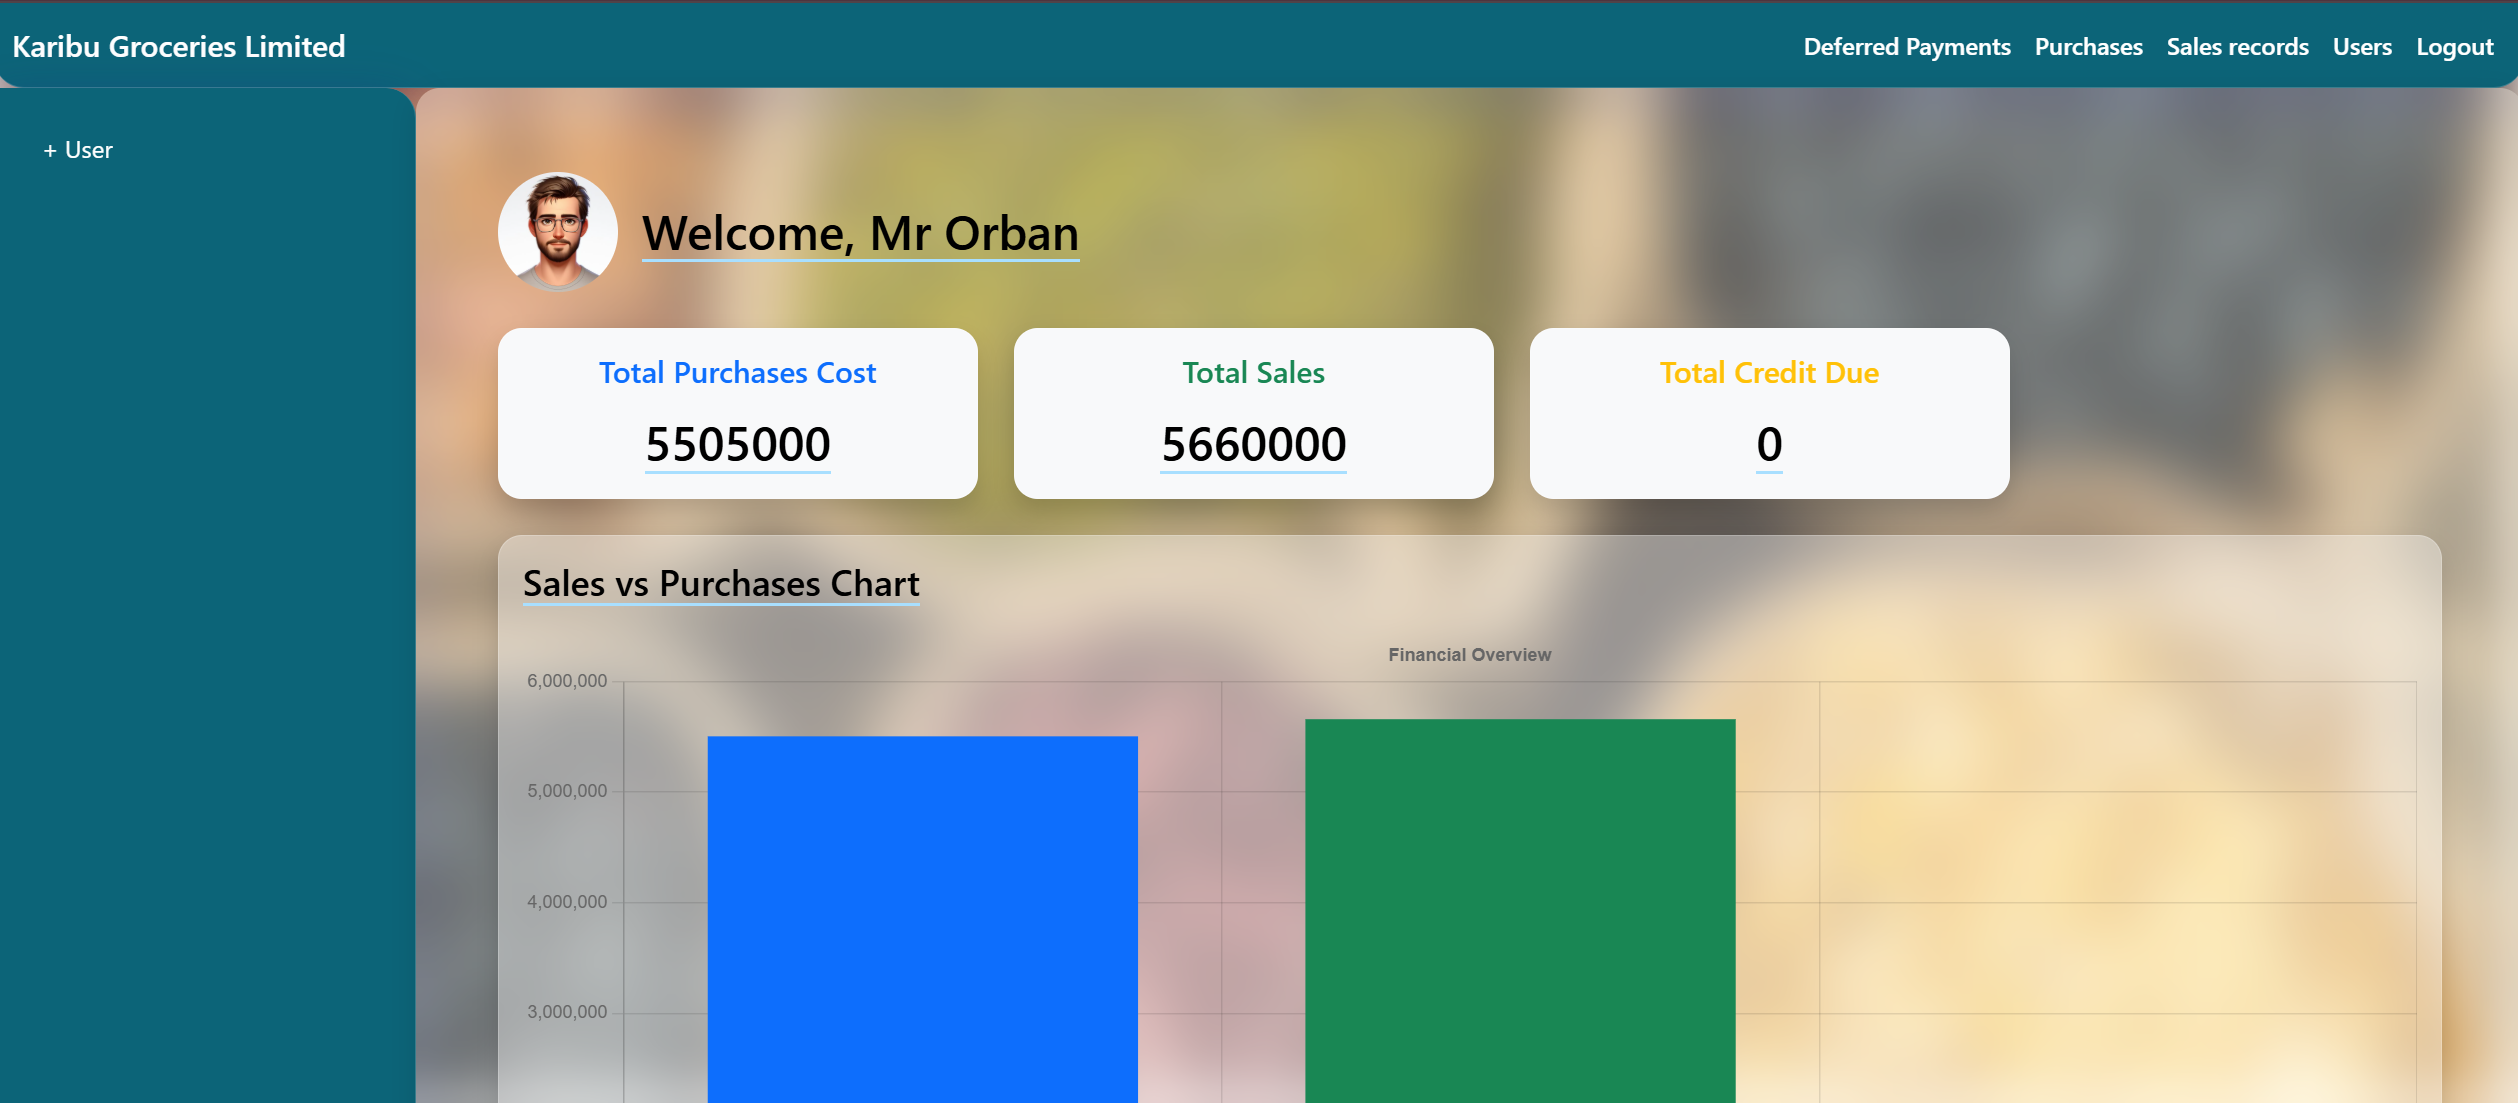 Karibu Groceries Limited
Deferred Payments Purchases Sales records Users Logout
+ User
Welcome, Mr Orban
Total Purchases Cost
5505000
Total Sales
5660000
Total Credit Due
0
Sales vs Purchases Chart
Financial Overview
6,000,000
5,000,000
4,000,000
3,000,000